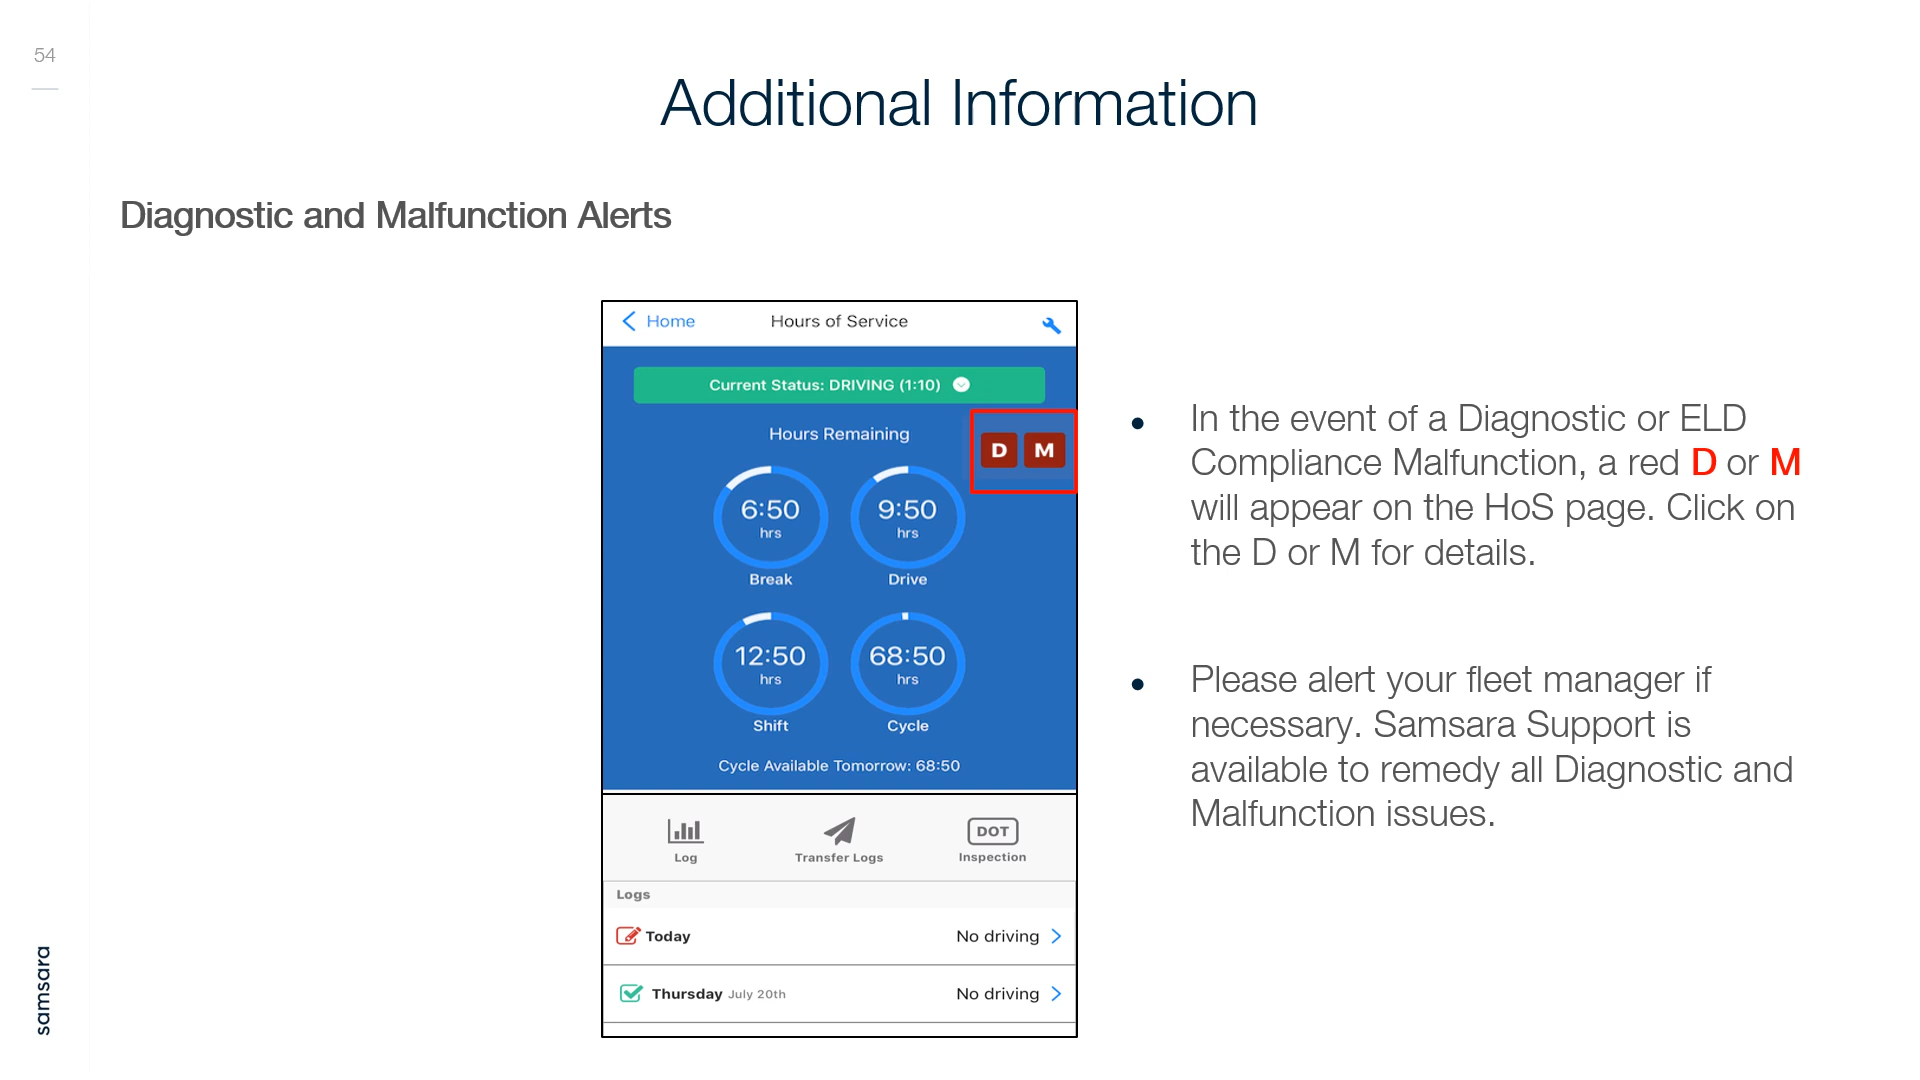 54
Additional Information
Diagnostic and Malfunction Alerts
Home
Hours of Service
Current Status: DRIVING (1:10)
Hours Remaining
D M
6:50
hrs
Break
9:50
hrs
Drive
12:50
hrs
Shift
68:50
hrs
Cycle
Cycle Available Tomorrow: 68:50
Log
Transfer Logs
DOT
Inspection
Logs
Today No driving
Thursday July 20th No driving
• In the event of a Diagnostic or ELD
Compliance Malfunction, a red D or M
will appear on the HoS page. Click on
the D or M for details.
• Please alert your fleet manager if
necessary. Samsara Support is
available to remedy all Diagnostic and
Malfunction issues.
samsara